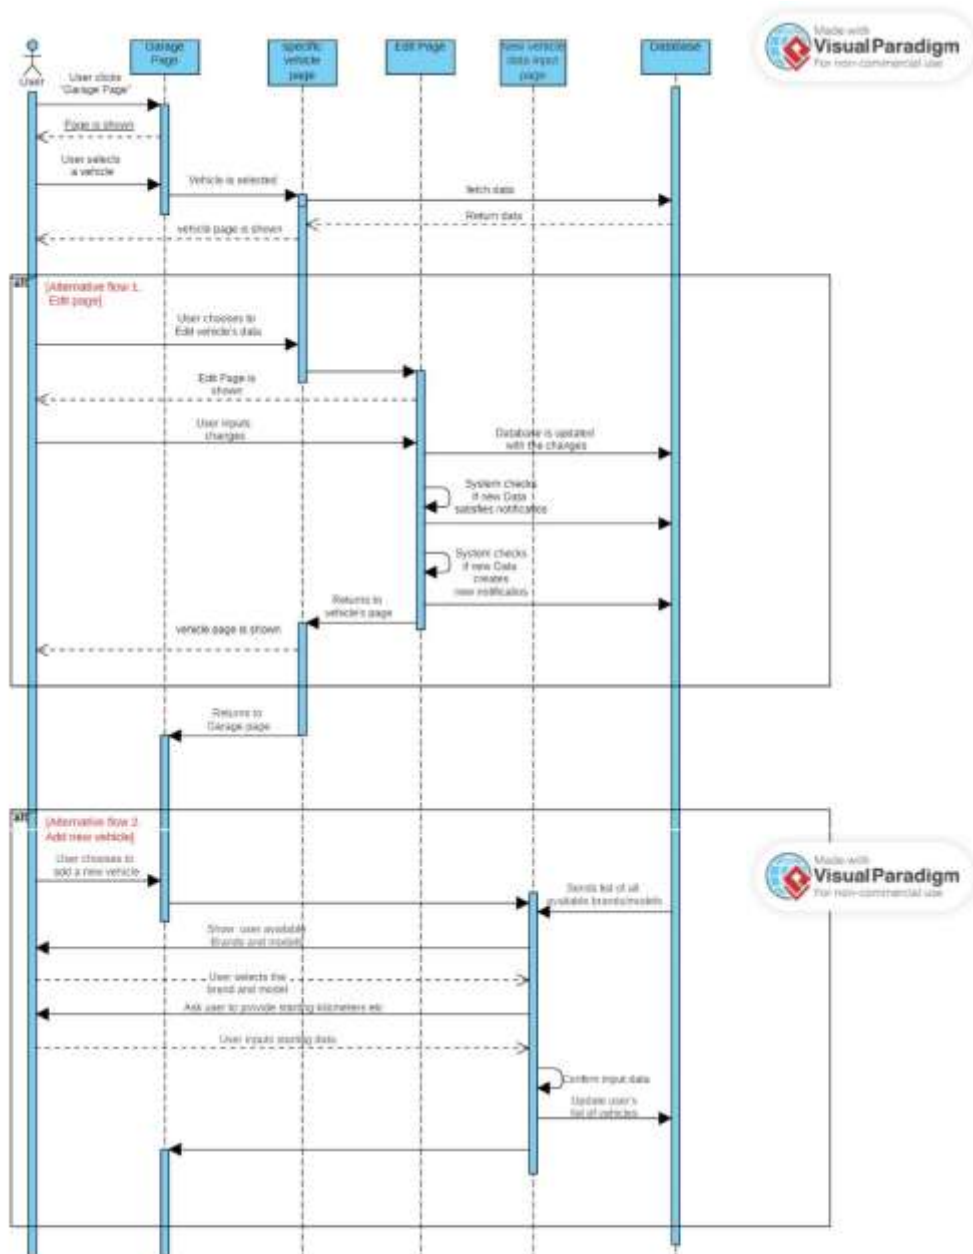 Made with
Visual Paradigm
For non-commercial use
User
Garage
Page
specific
vehicle
page
Edit Page
New vehicle
data input
page
Database
User clicks
"Garage Page"
Page is shown
User selects
a vehicle
Vehicle is selected
fetch data
Return data
vehicle page is shown
alt
[Alternative flow 1.
Edit page]
User chooses to
Edit vehicle's data
Edit Page is
shown
User inputs
changes
Database is updated
with the changes
System checks
if new Data
satisfies notification
System checks
if new Data
creates
new notification
Returns to
vehicle's page
vehicle page is shown
Returns to
Garage page
alt
[Alternative flow 2.
Add new vehicle]
User chooses to
add a new vehicle
Made with
Visual Paradigm
For non-commercial use
Sends list of all
available brands/models
Show user available
Brands and models
User selects the
brand and model
Ask user to provide starting kilometers etc
User inputs starting data
Confirm input data
Update user's
list of vehicles